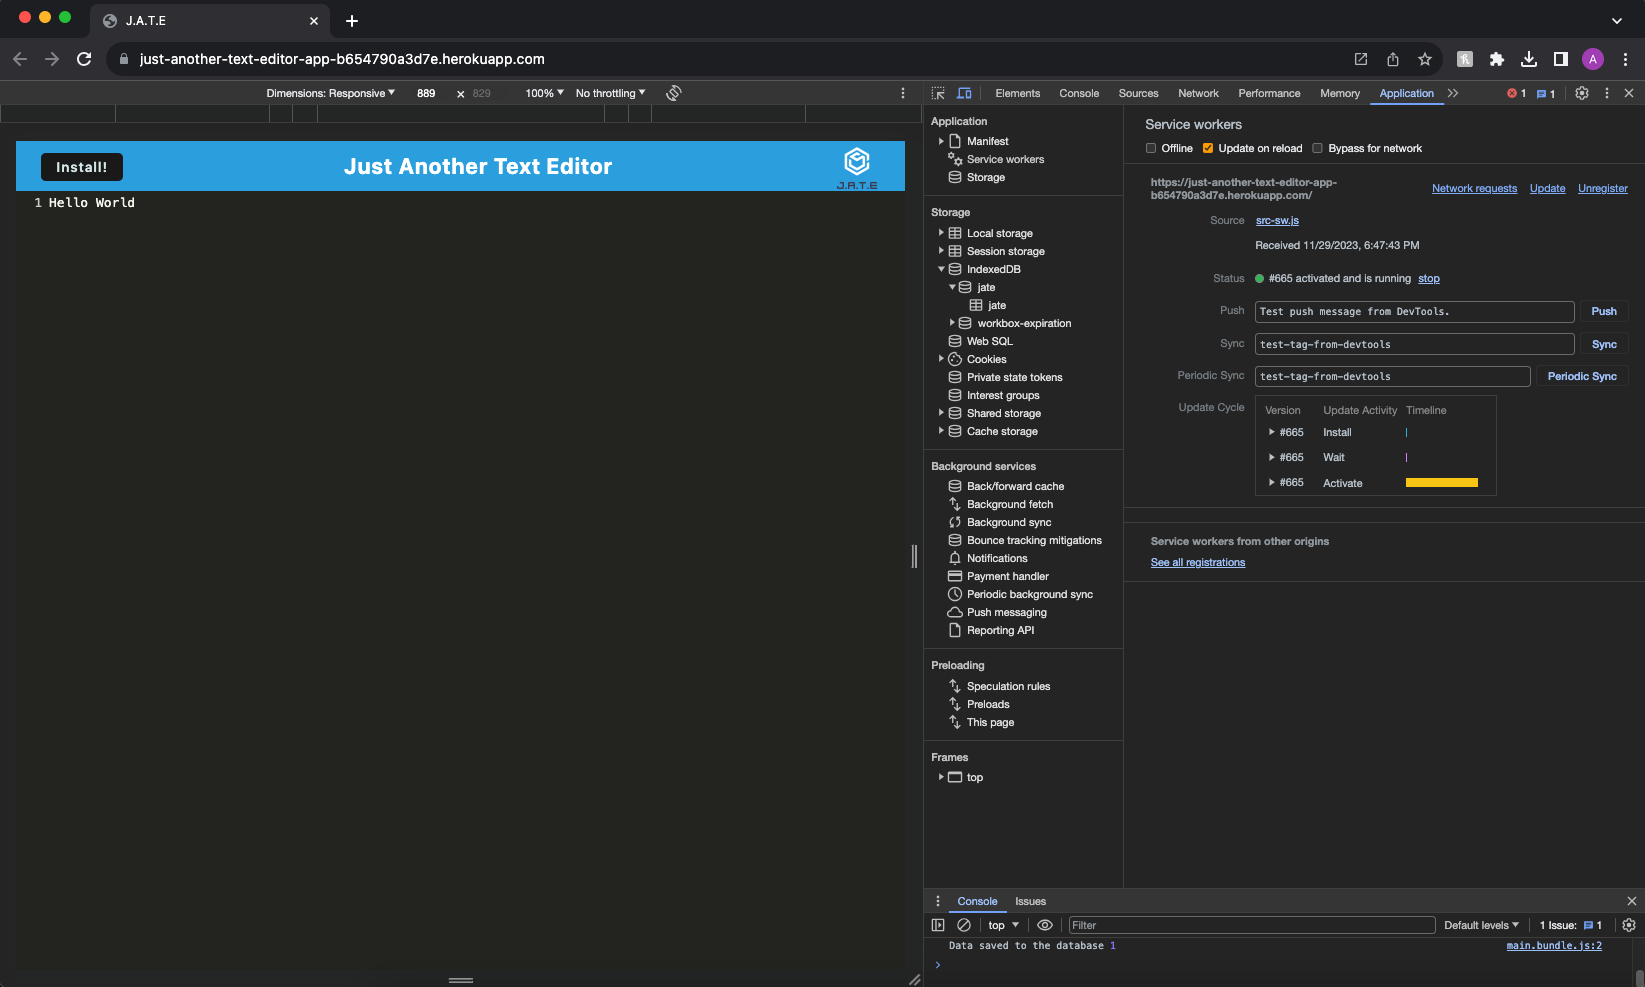 J.A.T.E
just-another-text-editor-app-b654790a3d7e.herokuapp.com
A
Dimensions: Responsive 889 × 829 100% No throttling
Elements Console Sources Network Performance Memory Application 1 1
Install!
Just Another Text Editor
J.A.T.E
1 Hello World
Application
Manifest
Service workers
Storage
Storage
Local storage
Session storage
IndexedDB
jate
jate
workbox-expiration
Web SQL
Cookies
Private state tokens
Interest groups
Shared storage
Cache storage
Background services
Back/forward cache
Background fetch
Background sync
Bounce tracking mitigations
Notifications
Payment handler
Periodic background sync
Push messaging
Reporting API
Preloading
Speculation rules
Preloads
This page
Frames
top
Service workers
Offline Update on reload Bypass for network
https://just-another-text-editor-app-
b654790a3d7e.herokuapp.com/
Network requests Update Unregister
Source src-sw.js
Received 11/29/2023, 6:47:43 PM
Status #665 activated and is running stop
Push Test push message from DevTools. Push
Sync test-tag-from-devtools Sync
Periodic Sync test-tag-from-devtools Periodic Sync
Update Cycle Version Update Activity Timeline
#665 Install
#665 Wait
#665 Activate
Service workers from other origins
See all registrations
Console Issues
top Filter Default levels 1 Issue: 1
Data saved to the database 1 main.bundle.js:2